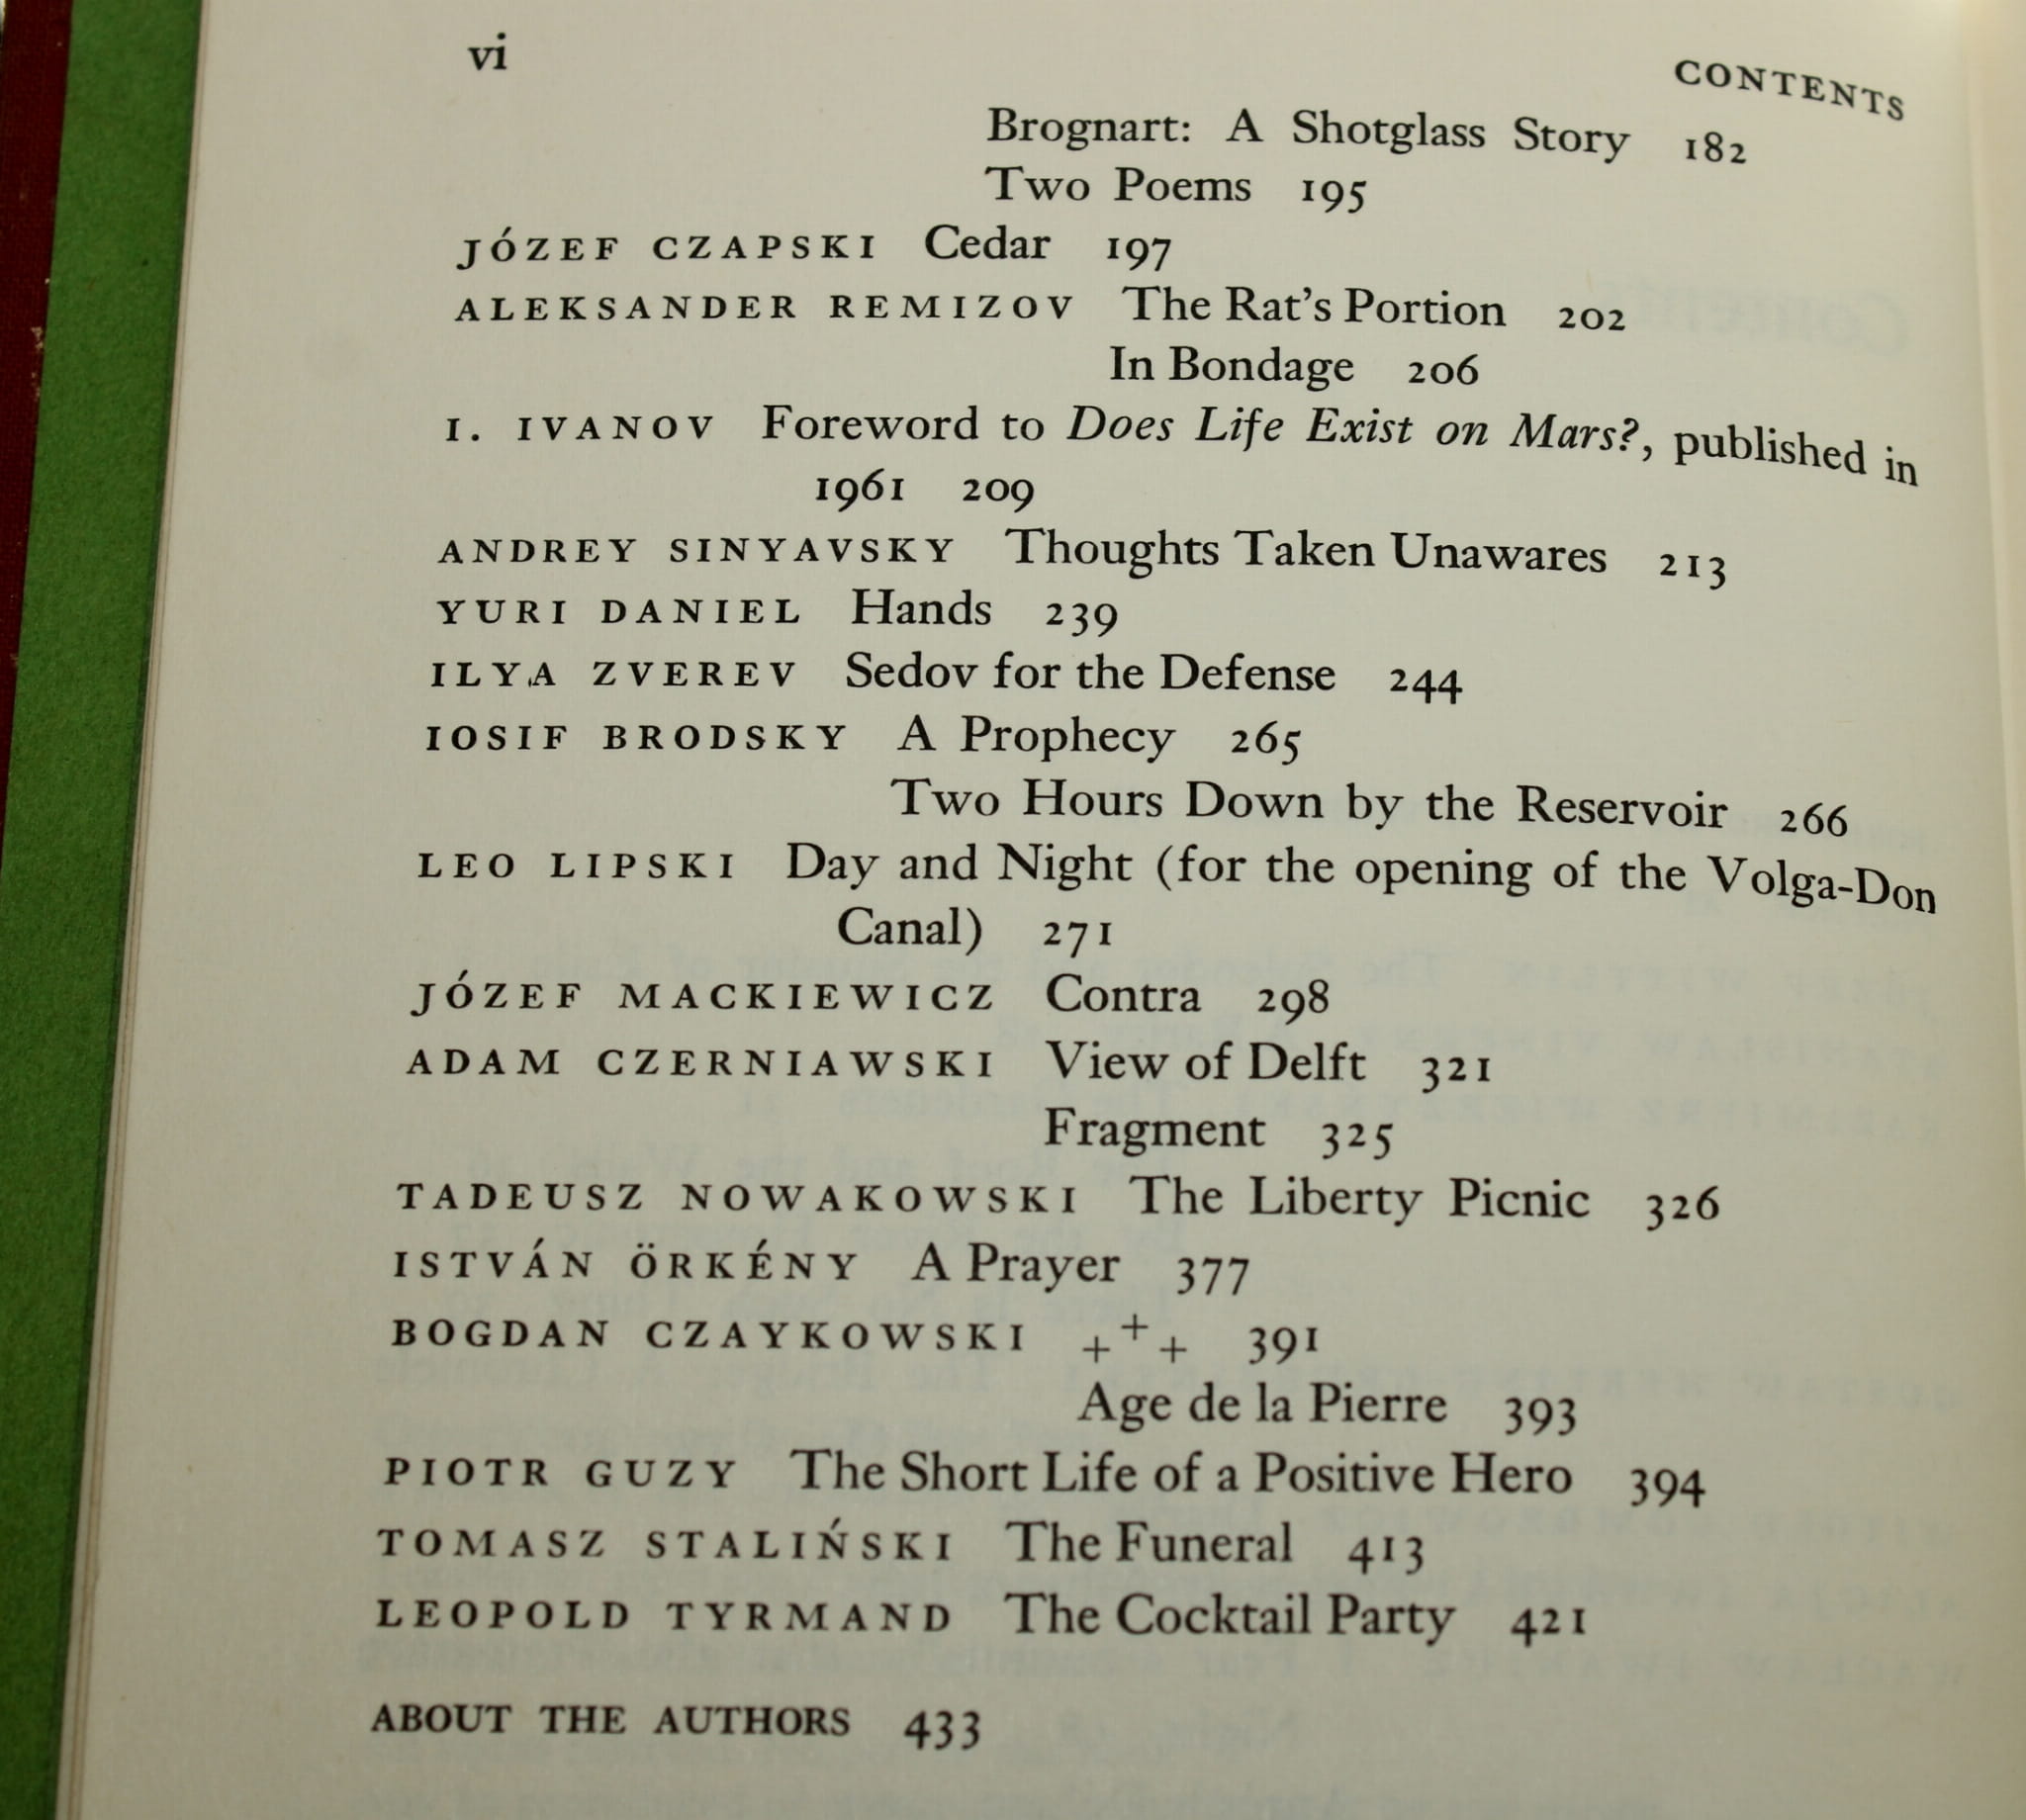 vi
CONTENTS
Brognart: A Shotglass Story 182
Two Poems 195
JÓZEF CZAPSKI Cedar 197
ALEKSANDER REMIZOV The Rat's Portion 202
In Bondage 206
I. IVANOV Foreword to Does Life Exist on Mars?, published in
1961 209
ANDREY SINYAVSKY Thoughts Taken Unawares 213
YURI DANIEL Hands 239
ILYA ZVEREV Sedov for the Defense 244
IOSIF BRODSKY A Prophecy 265
Two Hours Down by the Reservoir 266
LEO LIPSKI Day and Night (for the opening of the Volga-Don
Canal) 271
JÓZEF MACKIEWICZ Contra 298
ADAM CZERNIAWSKI View of Delft 321
Fragment 325
TADEUSZ NOWAKOWSKI The Liberty Picnic 326
ISTVÁN ÖRKÉNY A Prayer 377
BOGDAN CZAYKOWSKI +++ 391
Age de la Pierre 393
PIOTR GUZY The Short Life of a Positive Hero 394
TOMASZ STALIŃSKI The Funeral 413
LEOPOLD TYRMAND The Cocktail Party 421
ABOUT THE AUTHORS 433